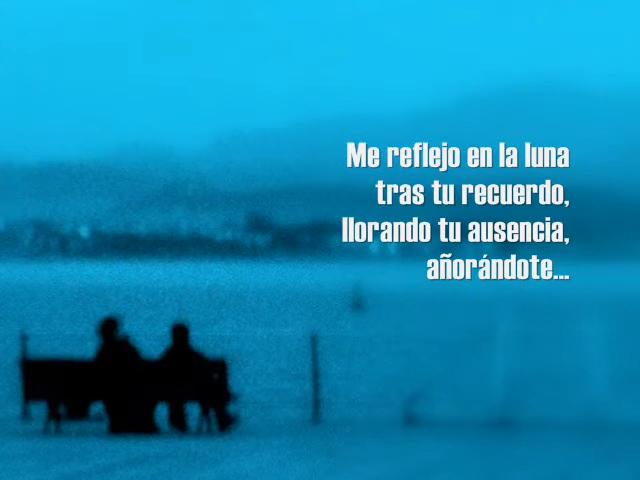 Me reflejo en la luna
tras tu recuerdo,
llorando tu ausencia,
añorándote...